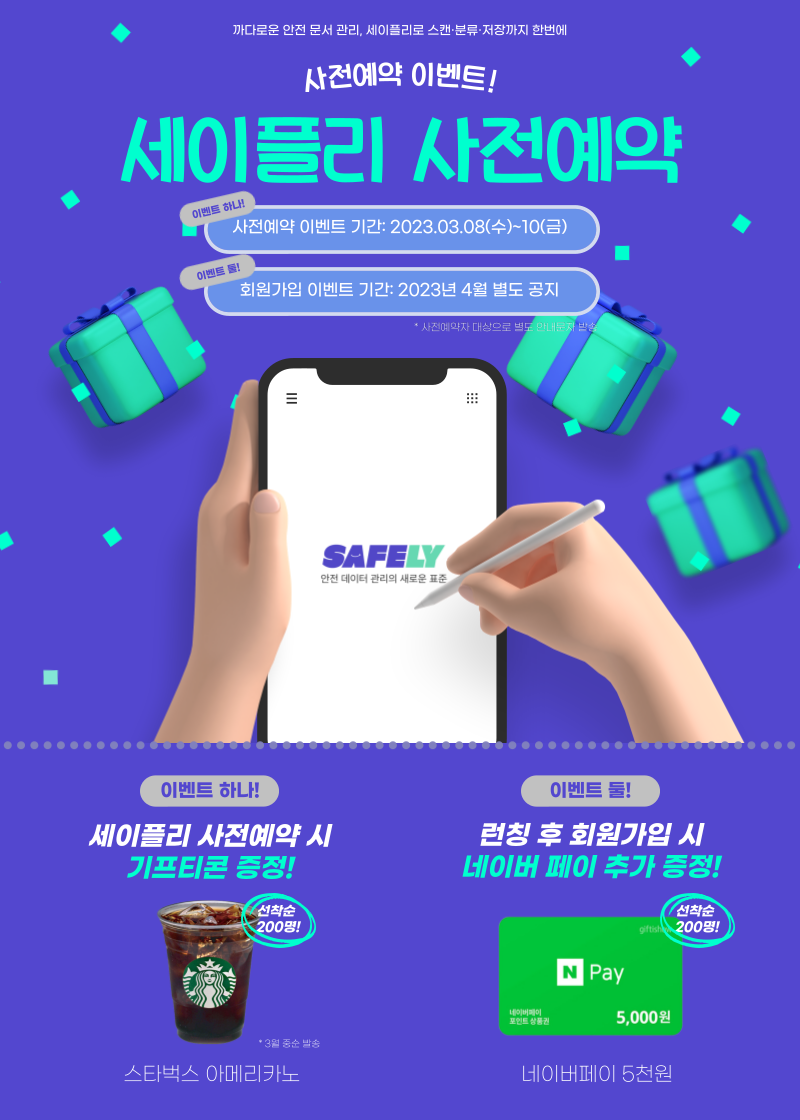 까다로운 안전 문서 관리, 세이플리로 스캔·분류·저장까지 한번에
사전예약 이벤트!
세이플리 사전예약
이벤트 하나!
사전예약 이벤트 기간: 2023.03.08(수)~10(금)
이벤트 둘!
회원가입 이벤트 기간: 2023년 4월 별도 공지
* 사전예약자 대상으로 별도 안내문자 발송
SAFELY
안전 데이터 관리의 새로운 표준
이벤트 하나!
세이플리 사전예약 시
기프티콘 증정!
선착순
200명!
* 3월 중순 발송
스타벅스 아메리카노
이벤트 둘!
런칭 후 회원가입 시
네이버 페이 추가 증정!
선착순
200명!
giftishow
N Pay
네이버페이
포인트 상품권
5,000원
네이버페이 5천원